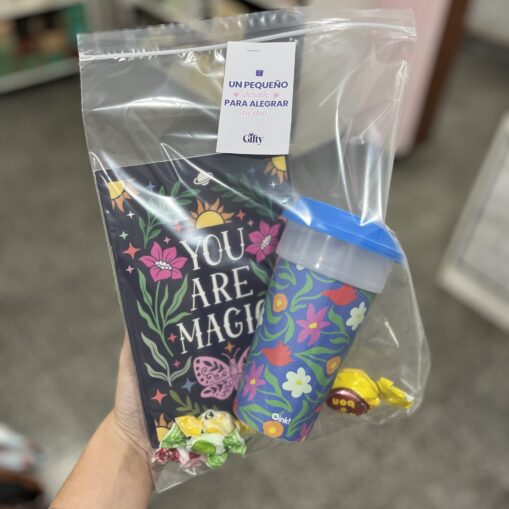 UN PEQUEÑO
detalle
PARA ALEGRAR
tu día
Gifty
YOU
ARE
MAGIC
Oink!